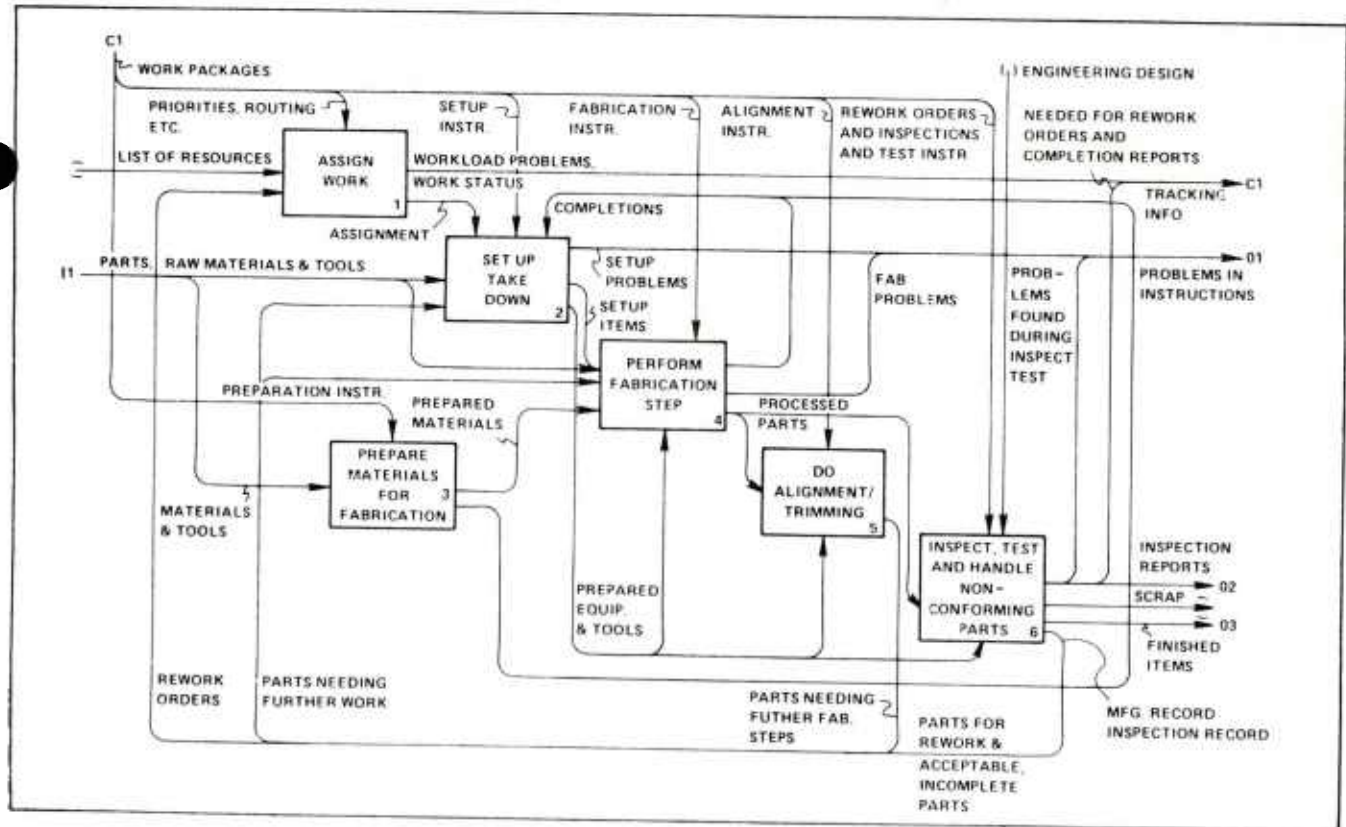 C1
WORK PACKAGES
PRIORITIES, ROUTING
ETC.
SETUP
INSTR.
FABRICATION
INSTR.
ALIGNMENT
INSTR.
REWORK ORDERS
AND INSPECTIONS
AND TEST INSTR
ENGINEERING DESIGN
NEEDED FOR REWORK
ORDERS AND
COMPLETION REPORTS
LIST OF RESOURCES
ASSIGN
WORK
1
WORKLOAD PROBLEMS,
WORK STATUS
C1
TRACKING
INFO
ASSIGNMENT
COMPLETIONS
I1
PARTS, RAW MATERIALS & TOOLS
SET UP
TAKE
DOWN
2
SETUP
PROBLEMS
SETUP
ITEMS
FAB
PROBLEMS
PROB-
LEMS
FOUND
DURING
INSPECT
TEST
01
PROBLEMS IN
INSTRUCTIONS
PREPARATION INSTR.
PREPARED
MATERIALS
PERFORM
FABRICATION
STEP
4
PROCESSED
PARTS
MATERIALS
& TOOLS
PREPARE
MATERIALS
FOR
FABRICATION
3
DO
ALIGNMENT/
TRIMMING
5
PREPARED
EQUIP.
& TOOLS
INSPECT, TEST
AND HANDLE
NON-
CONFORMING
PARTS
6
INSPECTION
REPORTS
02
SCRAP
03
FINISHED
ITEMS
REWORK
ORDERS
PARTS NEEDING
FURTHER WORK
PARTS NEEDING
FUTHER FAB.
STEPS
PARTS FOR
REWORK &
ACCEPTABLE,
INCOMPLETE
PARTS
MFG. RECORD
INSPECTION RECORD